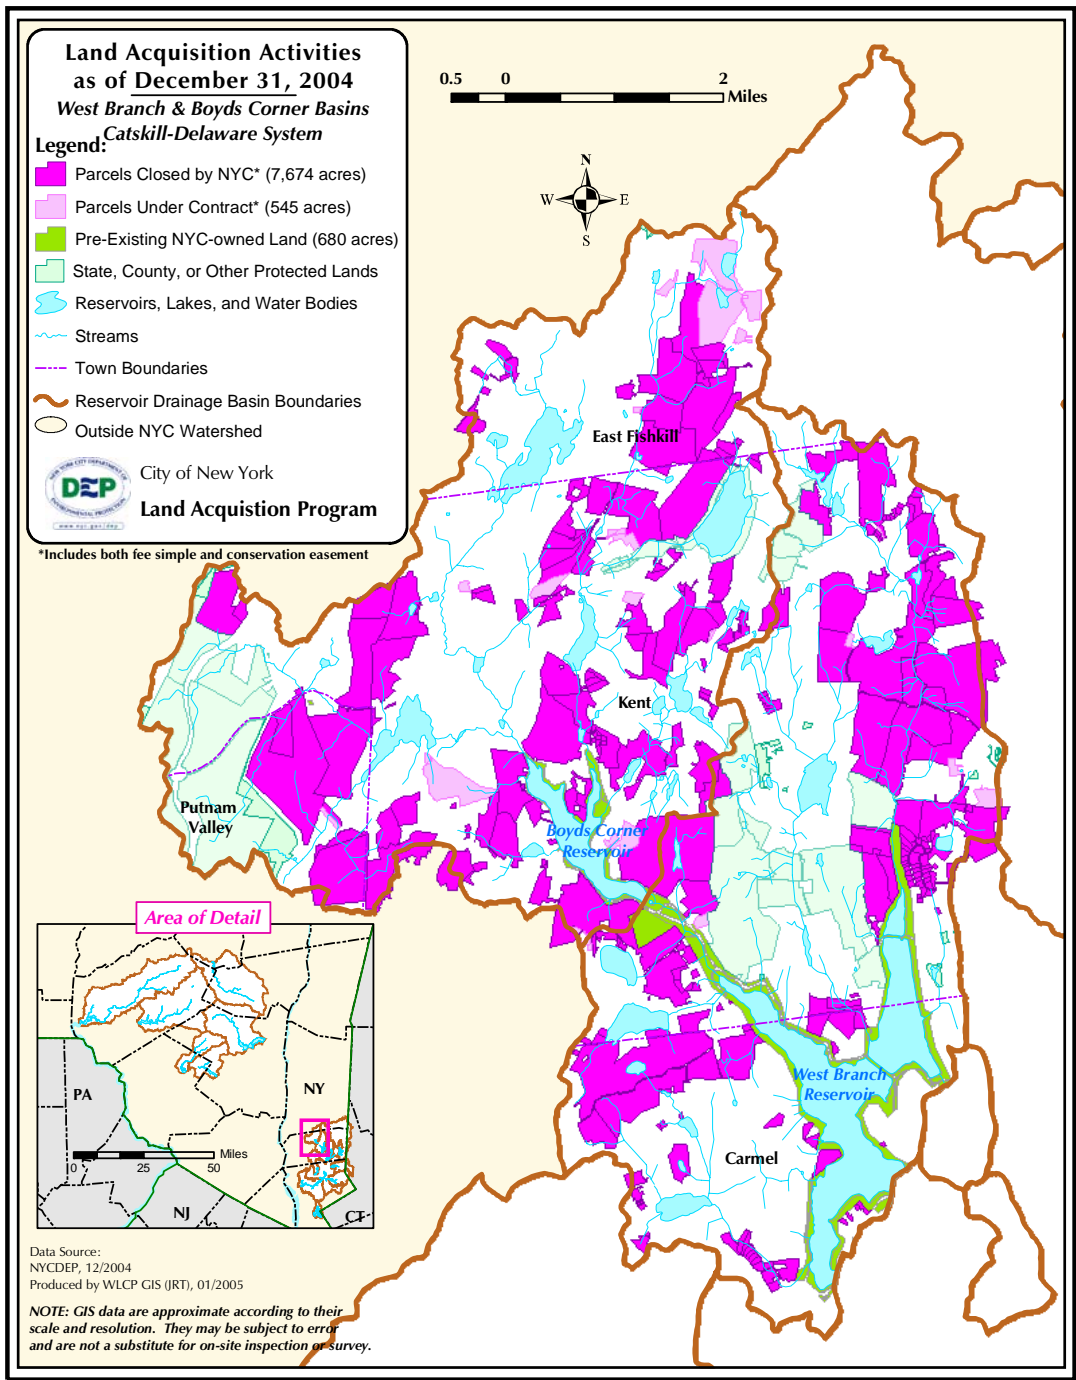 Land Acquisition Activities
as of December 31, 2004
West Branch & Boyds Corner Basins
Catskill-Delaware System
Legend:
Parcels Closed by NYC* (7,674 acres)
Parcels Under Contract* (545 acres)
Pre-Existing NYC-owned Land (680 acres)
State, County, or Other Protected Lands
Reservoirs, Lakes, and Water Bodies
Streams
Town Boundaries
Reservoir Drainage Basin Boundaries
Outside NYC Watershed
DEP
www.nyc.gov/dep
City of New York
Land Acquistion Program
*Includes both fee simple and conservation easement
0.5 0 2
Miles
N
W E
S
East Fishkill
Kent
Putnam
Valley
Boyds Corner
Reservoir
West Branch
Reservoir
Carmel
Area of Detail
NY
PA
Miles
0 25 50
NJ
CT
Data Source:
NYCDEP, 12/2004
Produced by WLCP GIS (JRT), 01/2005
NOTE: GIS data are approximate according to their
scale and resolution. They may be subject to error
and are not a substitute for on-site inspection or survey.